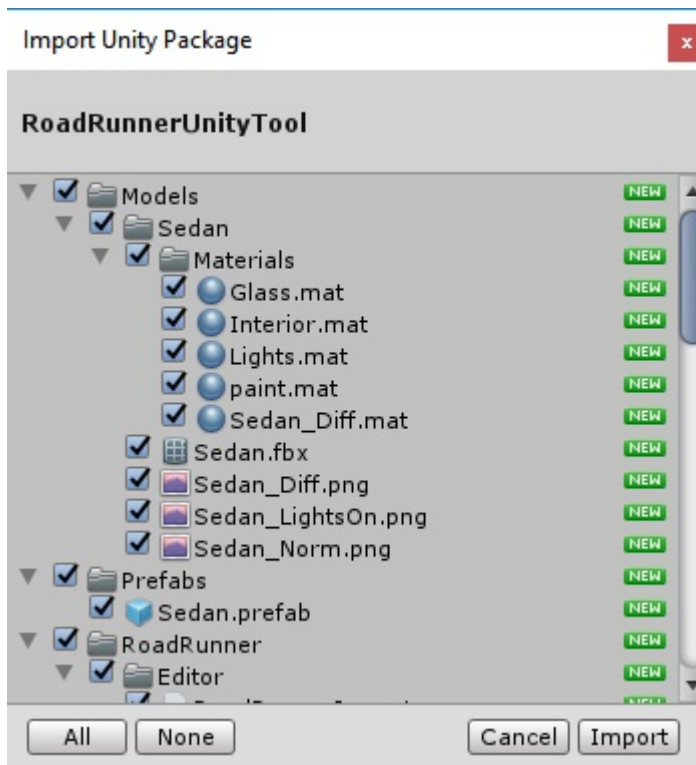 Import Unity Package
x
RoadRunnerUnityTool
Models NEW
Sedan NEW
Materials NEW
Glass.mat NEW
Interior.mat NEW
Lights.mat NEW
paint.mat NEW
Sedan_Diff.mat NEW
Sedan.fbx NEW
Sedan_Diff.png NEW
Sedan_LightsOn.png NEW
Sedan_Norm.png NEW
Prefabs NEW
Sedan.prefab NEW
RoadRunner NEW
Editor NEW
All None Cancel Import